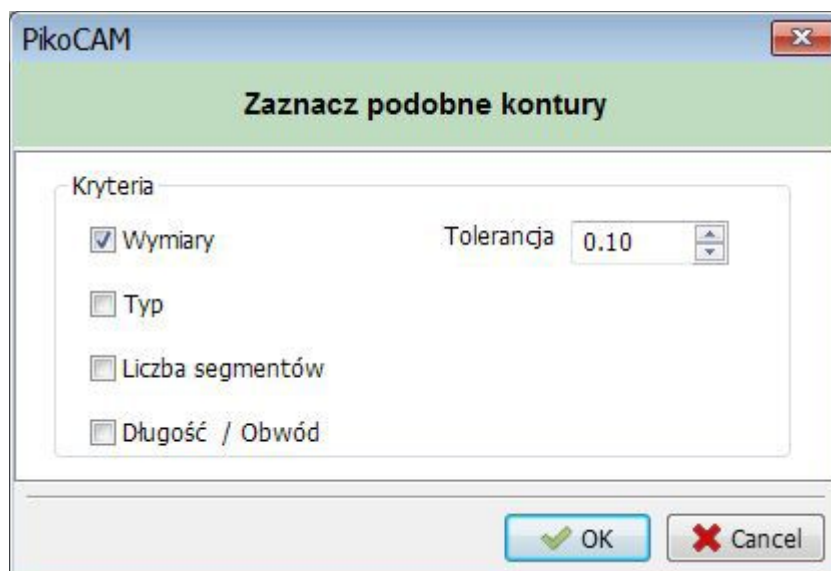 PikoCAM
Zaznacz podobne kontury
Kryteria
Wymiary Tolerancja 0.10
Typ
Liczba segmentów
Długość / Obwód
OK Cancel